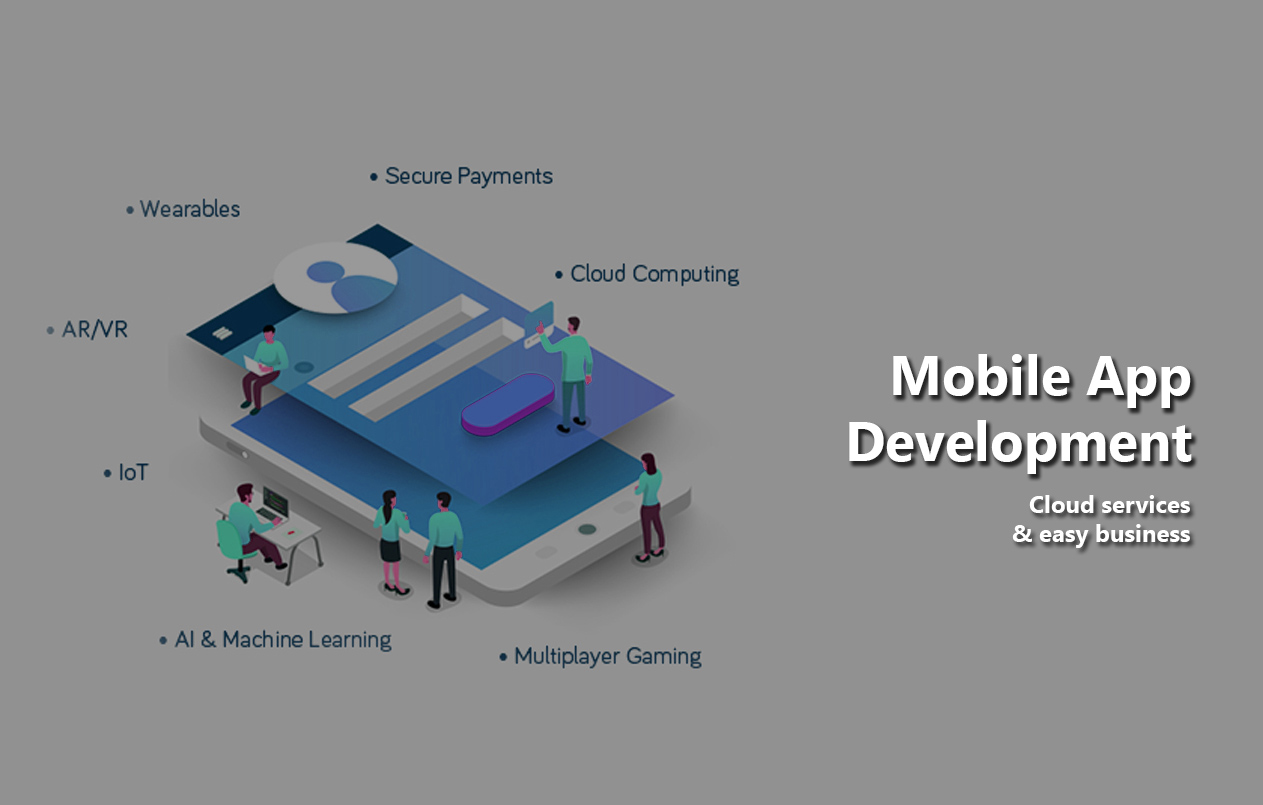 • Secure Payments
• Wearables
• Cloud Computing
• AR/VR
Mobile App
Development
• IoT
Cloud services
& easy business
• AI & Machine Learning
• Multiplayer Gaming